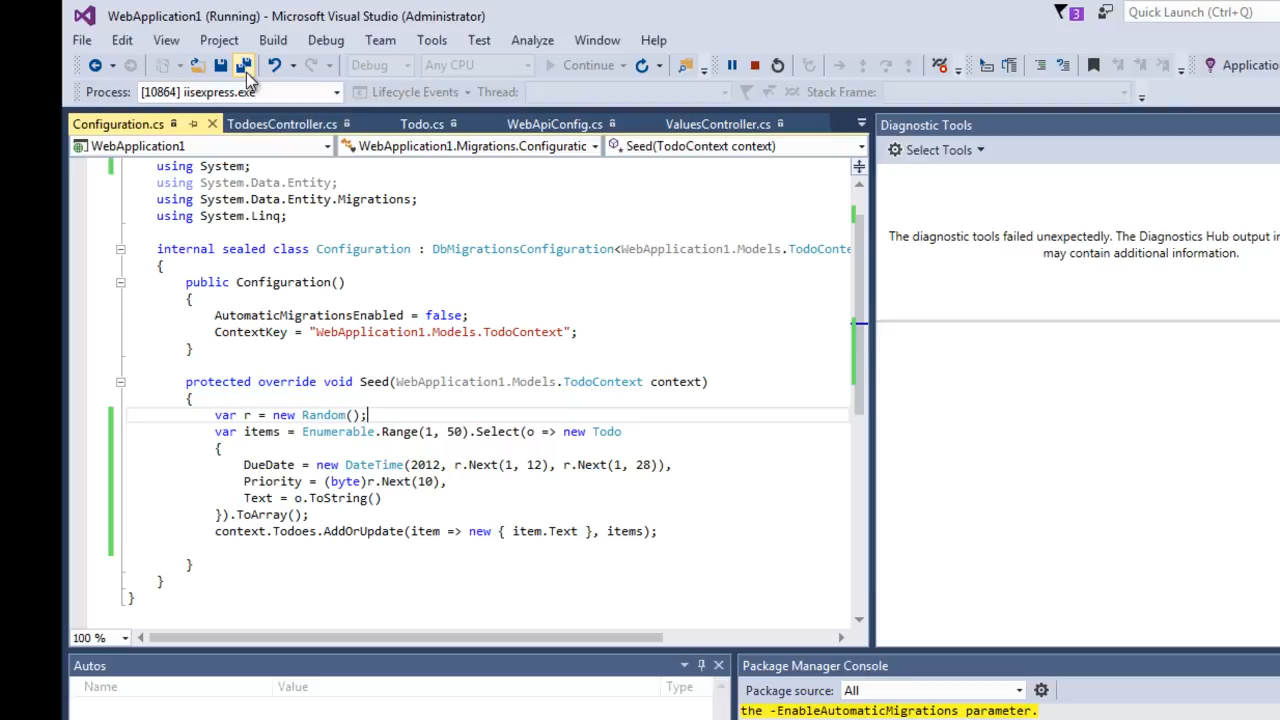 WebApplication1 (Running) - Microsoft Visual Studio (Administrator)
3
Quick Launch (Ctrl+Q)
File Edit View Project Build Debug Team Tools Test Analyze Window Help
Debug Any CPU Continue Applicatio
Process: [10864] iisexpress.exe Lifecycle Events Thread: Stack Frame:
Configuration.cs TodoesController.cs Todo.cs WebApiConfig.cs ValuesController.cs
WebApplication1 WebApplication1.Migrations.Configuratic Seed(TodoContext context)
using System;
using System.Data.Entity;
using System.Data.Entity.Migrations;
using System.Linq;
internal sealed class Configuration : DbMigrationsConfiguration<WebApplication1.Models.TodoConte
{
public Configuration()
{
AutomaticMigrationsEnabled = false;
ContextKey = "WebApplication1.Models.TodoContext";
}
protected override void Seed(WebApplication1.Models.TodoContext context)
{
var r = new Random();
var items = Enumerable.Range(1, 50).Select(o => new Todo
{
DueDate = new DateTime(2012, r.Next(1, 12), r.Next(1, 28)),
Priority = (byte)r.Next(10),
Text = o.ToString()
}).ToArray();
context.Todoes.AddOrUpdate(item => new { item.Text }, items);
}
}
}
100 %
Diagnostic Tools
Select Tools
The diagnostic tools failed unexpectedly. The Diagnostics Hub output i
may contain additional information.
Autos
Name Value Type
Package Manager Console
Package source: All
the -EnableAutomaticMigrations parameter.